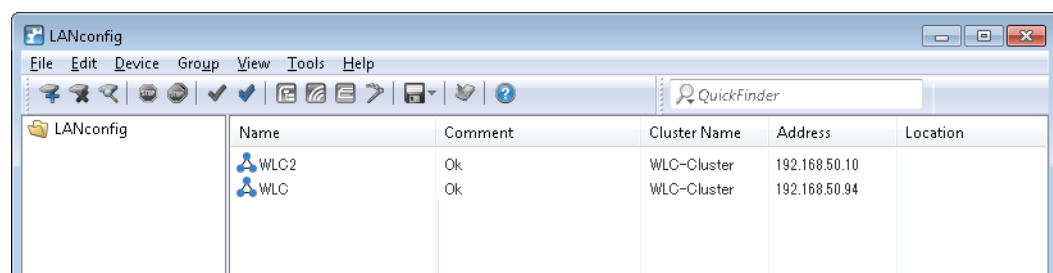 LANconfig
File Edit Device Group View Tools Help
QuickFinder
LANconfig
Name Comment Cluster Name Address Location
WLC2 Ok WLC-Cluster 192.168.50.10
WLC Ok WLC-Cluster 192.168.50.94